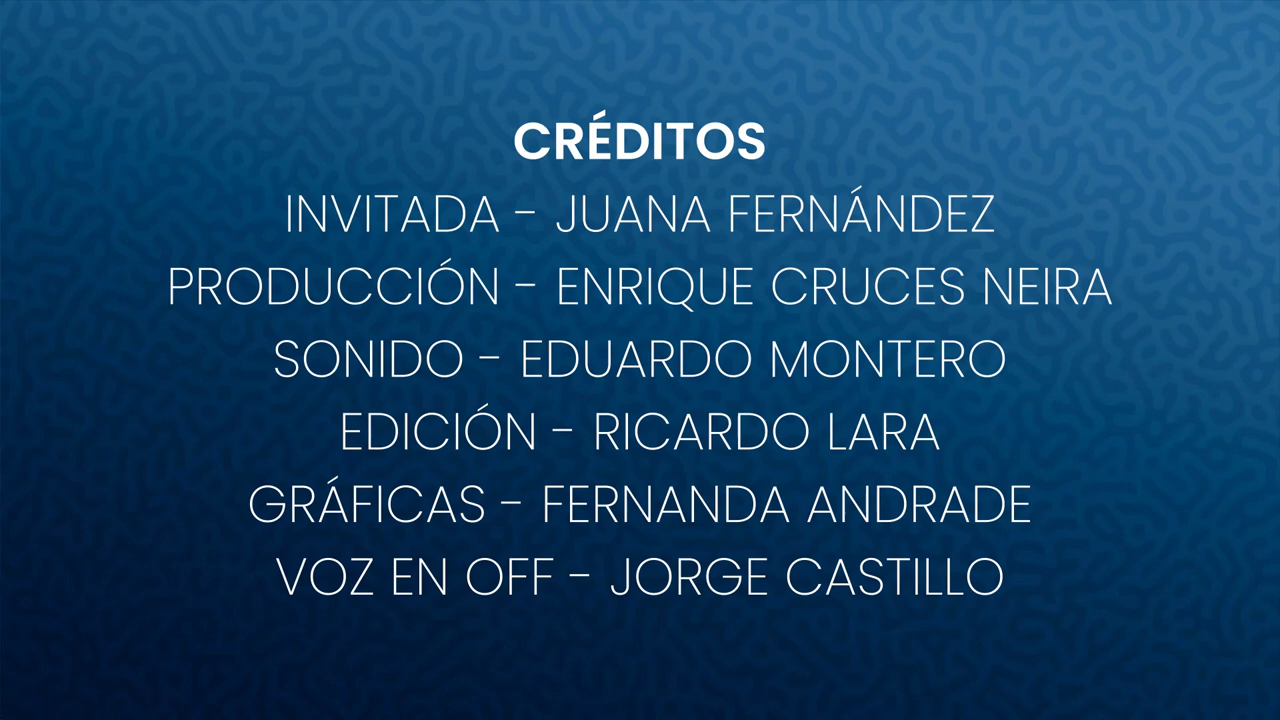 CRÉDITOS
INVITADA - JUANA FERNÁNDEZ
PRODUCCIÓN - ENRIQUE CRUCES NEIRA
SONIDO - EDUARDO MONTERO
EDICIÓN - RICARDO LARA
GRÁFICAS - FERNANDA ANDRADE
VOZ EN OFF - JORGE CASTILLO